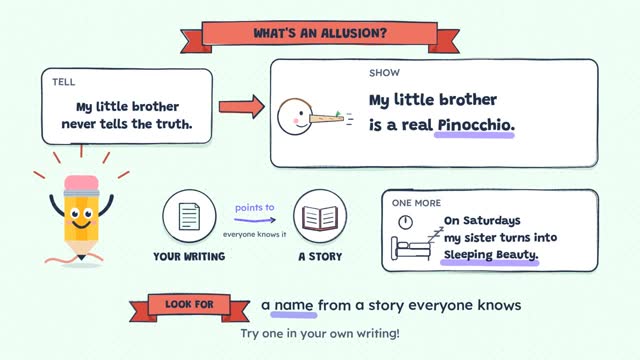 WHAT'S AN ALLUSION?
TELL
My little brother
never tells the truth.
SHOW
My little brother
is a real Pinocchio.
points to
everyone knows it
YOUR WRITING
A STORY
ONE MORE
On Saturdays
my sister turns into
Sleeping Beauty.
LOOK FOR
a name from a story everyone knows
Try one in your own writing!